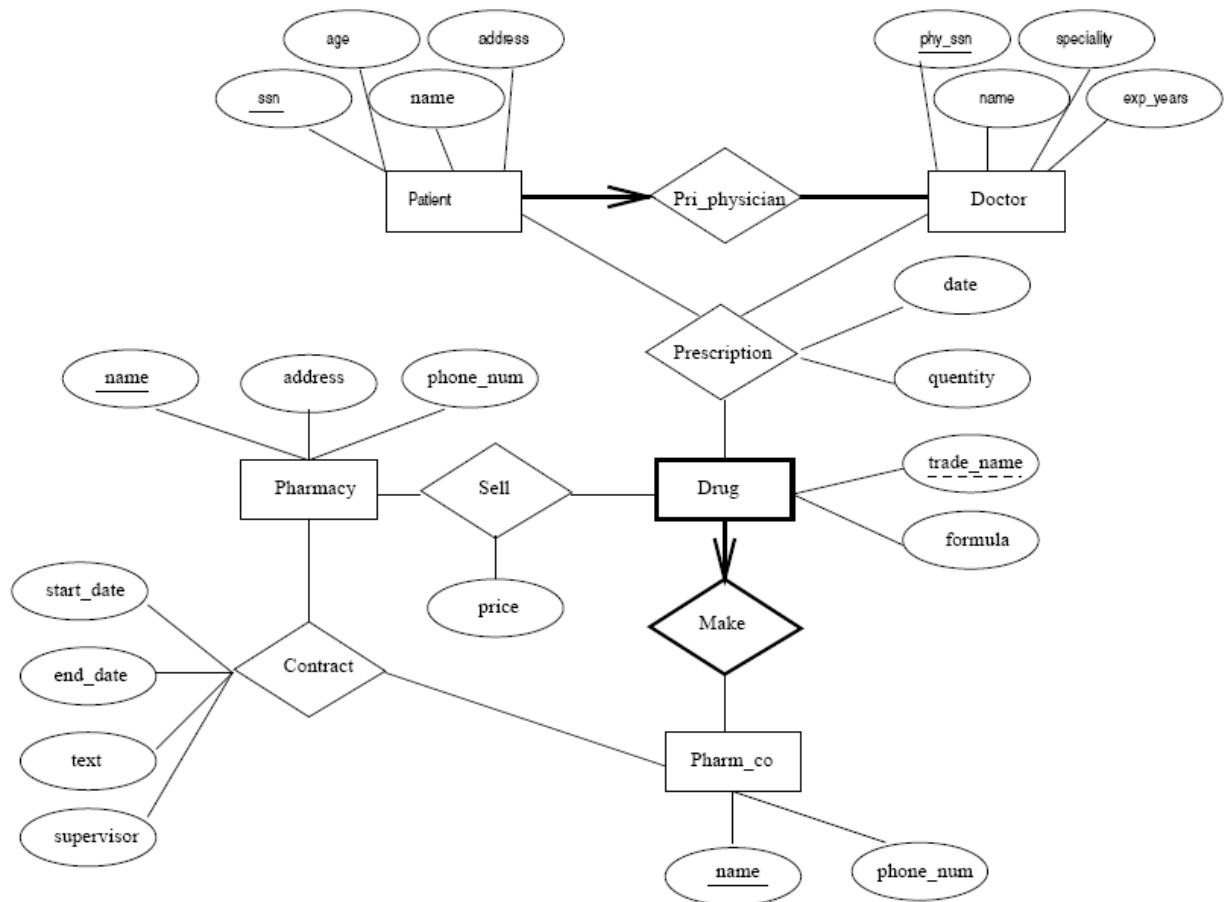 age
address
phy_ssn
speciality
ssn
name
name
exp_years
Patient
Pri_physician
Doctor
date
Prescription
name
address
phone_num
quentity
trade_name
Pharmacy
Sell
Drug
formula
start_date
price
Make
end_date
Contract
text
Pharm_co
supervisor
name
phone_num